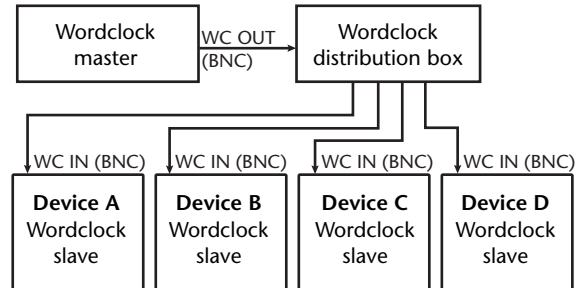 Wordclock
master
WC OUT
(BNC)
Wordclock
distribution box
WC IN (BNC)
WC IN (BNC)
WC IN (BNC)
WC IN (BNC)
Device A
Wordclock
slave
Device B
Wordclock
slave
Device C
Wordclock
slave
Device D
Wordclock
slave